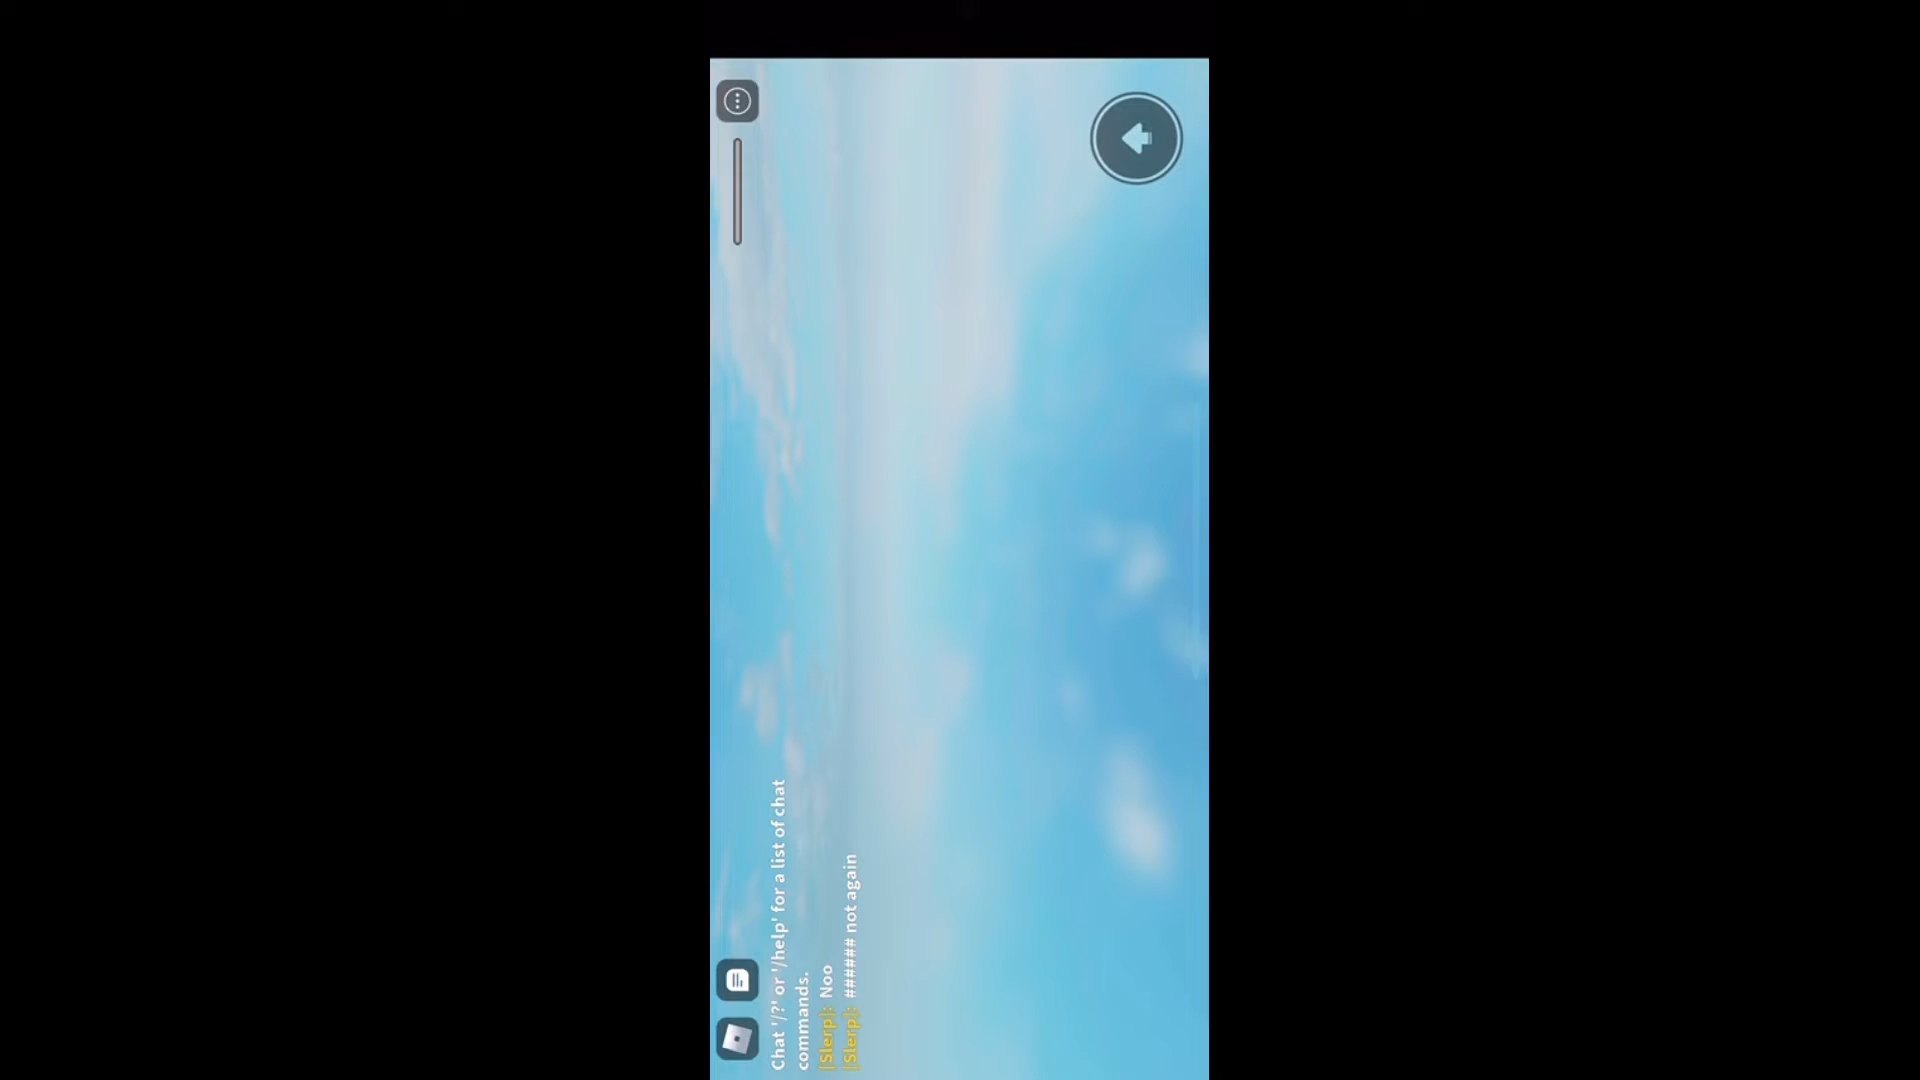 Chat '/?' or '/help' for a list of chat
commands.
[Slerp]: Noo
[Slerp]: ###### not again